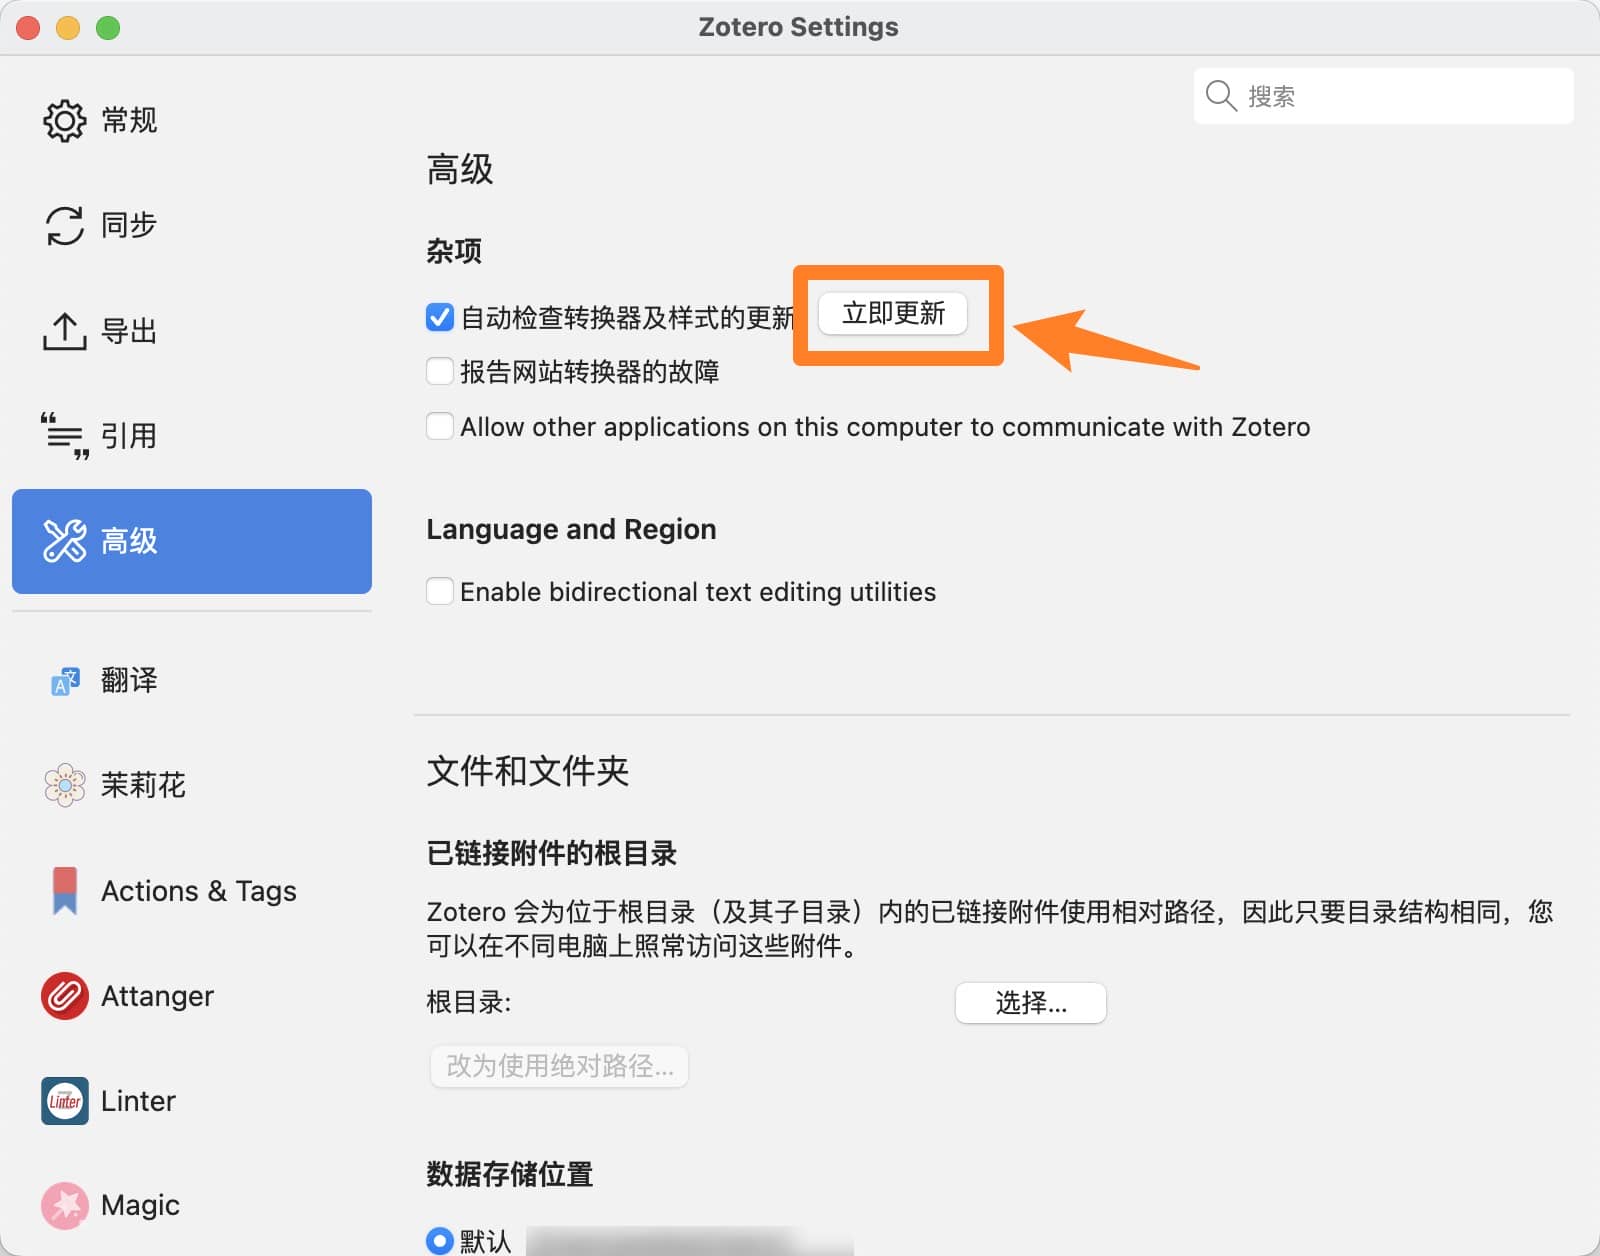 Zotero Settings
搜索
常规
同步
导出
引用
高级
翻译
茉莉花
Actions & Tags
Attanger
Linter
Linter
Magic
高级
杂项
自动检查转换器及样式的更新
立即更新
报告网站转换器的故障
Allow other applications on this computer to communicate with Zotero
Language and Region
Enable bidirectional text editing utilities
文件和文件夹
已链接附件的根目录
Zotero 会为位于根目录（及其子目录）内的已链接附件使用相对路径，因此只要目录结构相同，您
可以在不同电脑上照常访问这些附件。
根目录:
选择...
改为使用绝对路径...
数据存储位置
默认